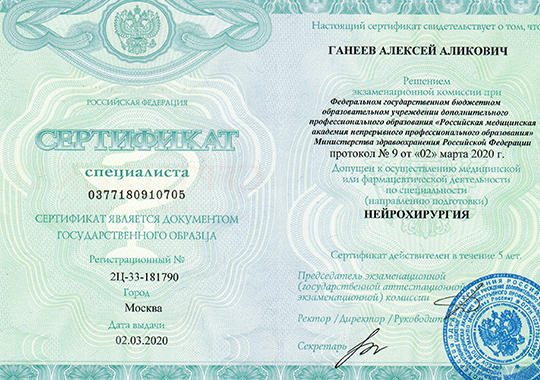 РОССИЙСКАЯ ФЕДЕРАЦИЯ
СЕРТИФИКАТ
специалиста
0377180910705
СЕРТИФИКАТ ЯВЛЯЕТСЯ ДОКУМЕНТОМ
ГОСУДАРСТВЕННОГО ОБРАЗЦА
Регистрационный №
2Ц-33-181790
Город
Москва
Дата выдачи
02.03.2020
Настоящий сертификат свидетельствует о том, что
ГАНЕЕВ АЛЕКСЕЙ АЛИКОВИЧ
Решением
экзаменационной комиссии при
Федеральном государственном бюджетном
образовательном учреждении дополнительного
профессионального образования «Российская медицинская
академия непрерывного профессионального образования»
Министерства здравоохранения Российской Федерации
протокол № 9 от «02» марта 2020 г.
Допущен к осуществлению медицинской
или фармацевтической деятельности
по специальности
(направлению подготовки)
НЕЙРОХИРУРГИЯ
Сертификат действителен в течение 5 лет.
Председатель экзаменационной
(государственной аттестационной
экзаменационной) комиссии
Ректор /Директор /Руководитель
Секретарь